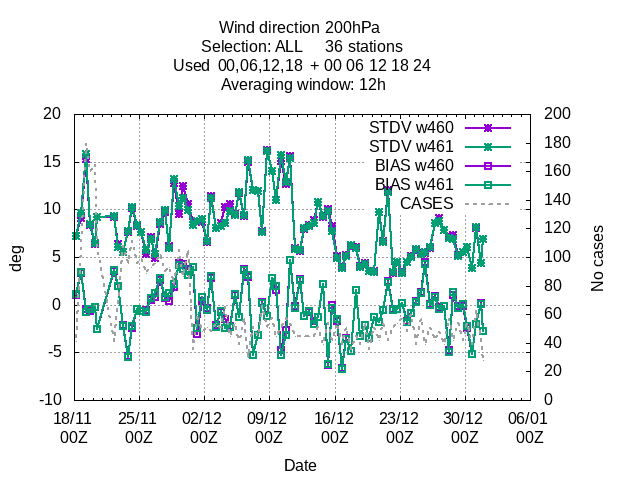 Wind direction 200hPa
Selection: ALL 36 stations
Used 00,06,12,18 + 00 06 12 18 24
Averaging window: 12h
STDV w460
STDV w461
BIAS w460
BIAS w461
CASES
20
15
10
5
0
-5
-10
deg
200
180
160
140
120
100
80
60
40
20
0
No cases
18/11 25/11 02/12 09/12 16/12 23/12 30/12 06/01
00Z 00Z 00Z 00Z 00Z 00Z 00Z 00Z
Date